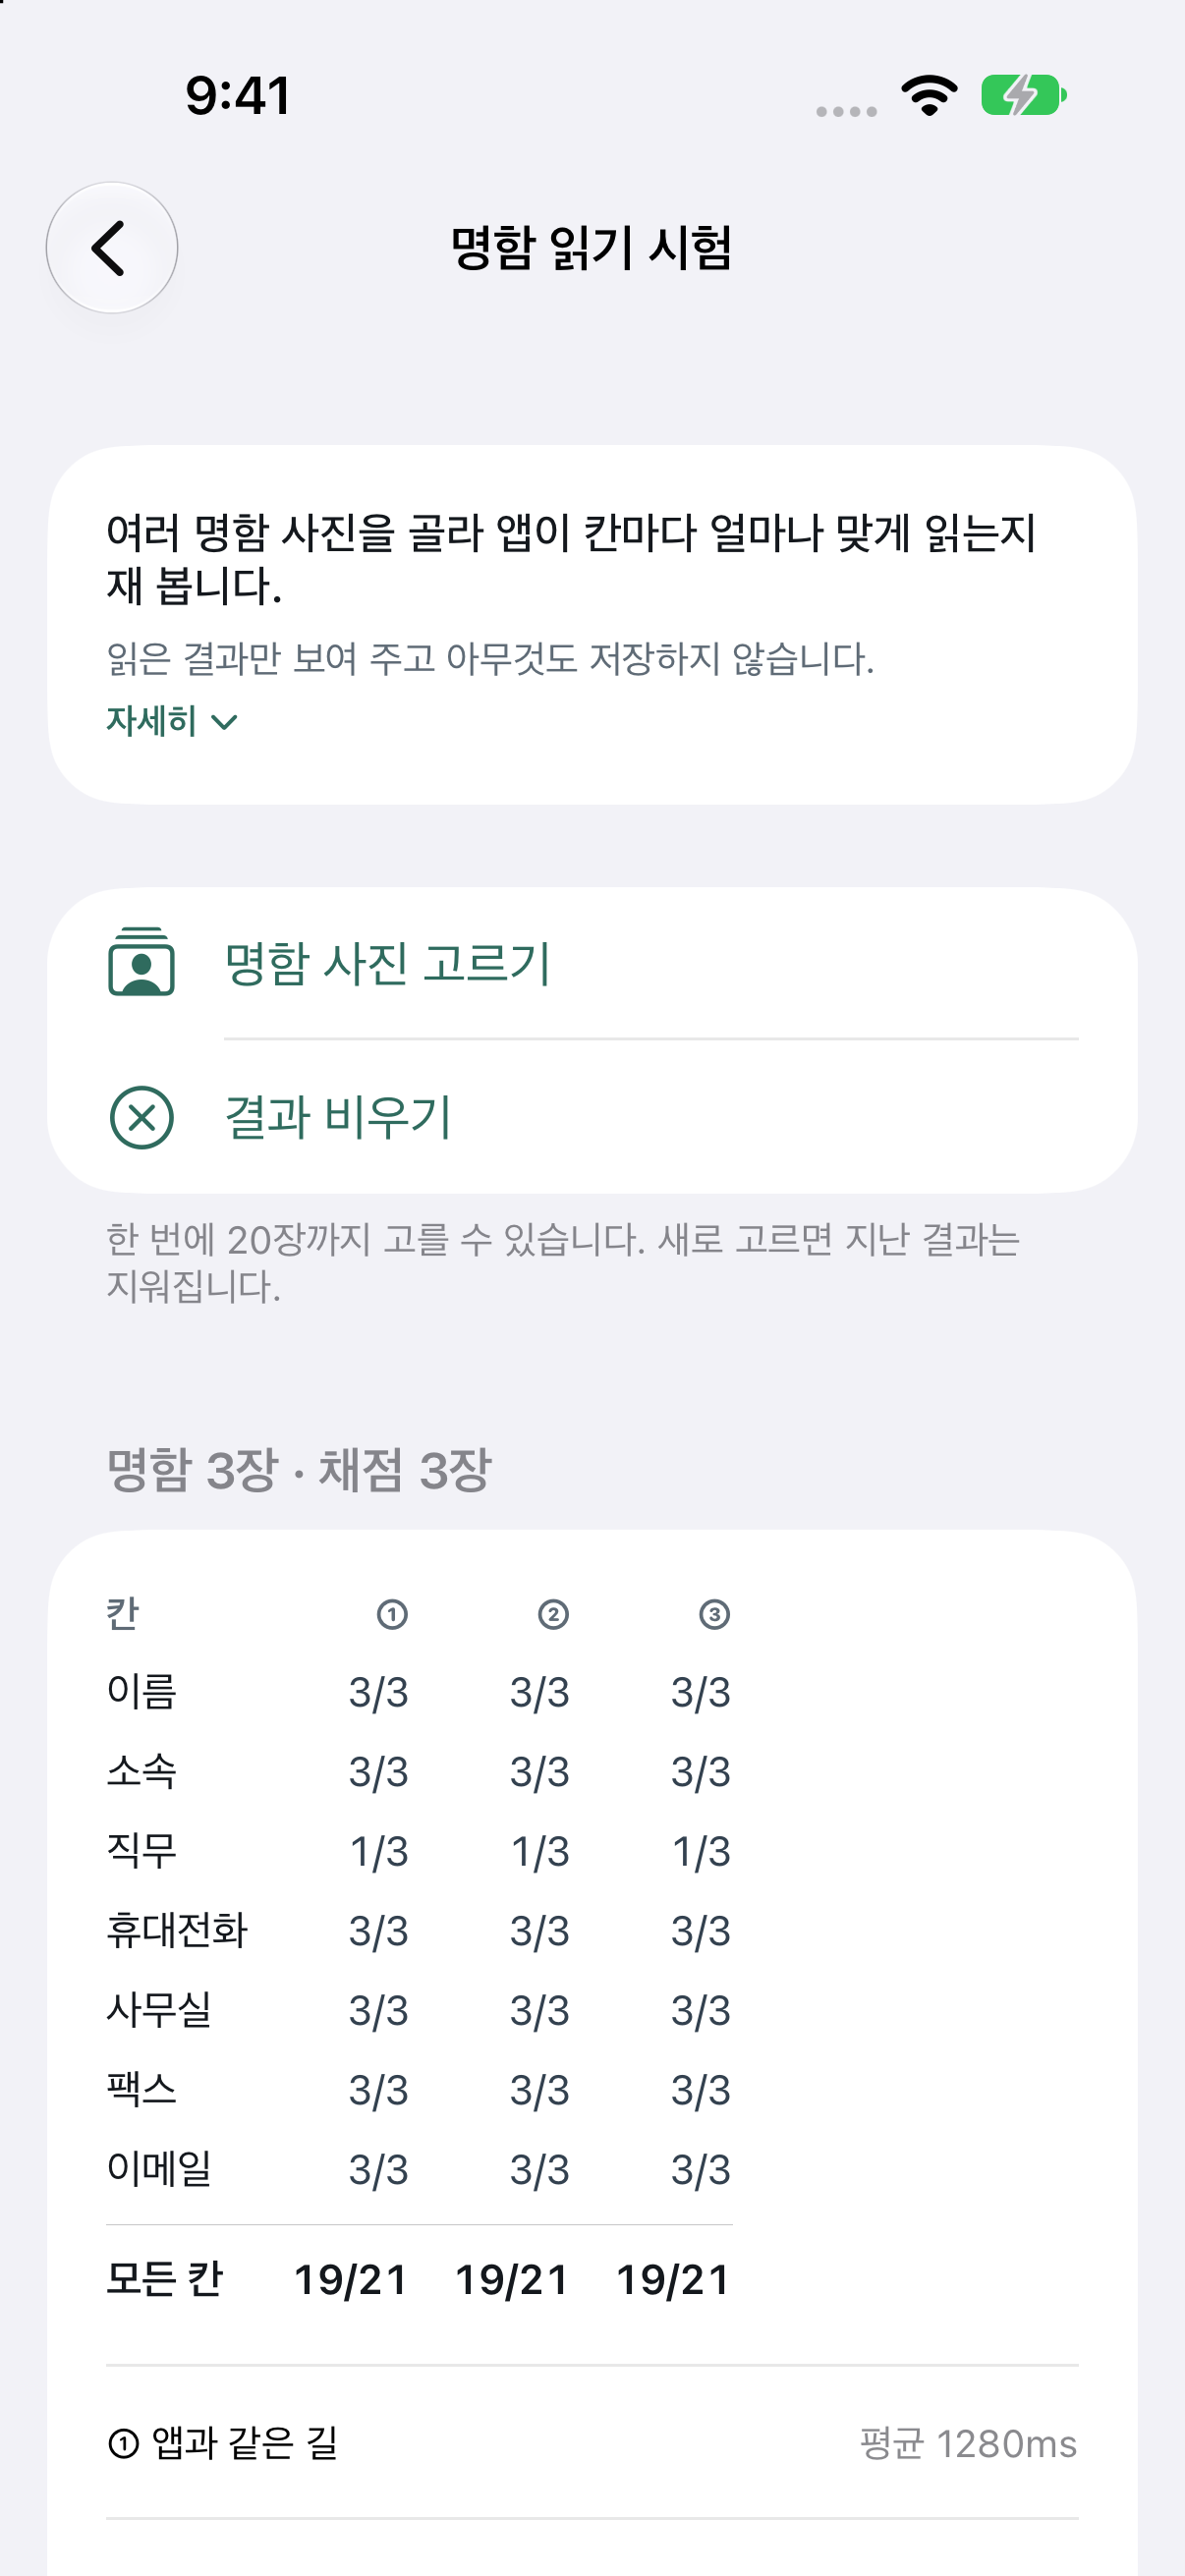 9:41
명함 읽기 시험
여러 명함 사진을 골라 앱이 칸마다 얼마나 맞게 읽는지
재 봅니다.
읽은 결과만 보여 주고 아무것도 저장하지 않습니다.
자세히
명함 사진 고르기
결과 비우기
한 번에 20장까지 고를 수 있습니다. 새로 고르면 지난 결과는
지워집니다.
명함 3장 · 채점 3장
칸 ① ② ③
이름 3/3 3/3 3/3
소속 3/3 3/3 3/3
직무 1/3 1/3 1/3
휴대전화 3/3 3/3 3/3
사무실 3/3 3/3 3/3
팩스 3/3 3/3 3/3
이메일 3/3 3/3 3/3
모든 칸 19/21 19/21 19/21
① 앱과 같은 길 평균 1280ms